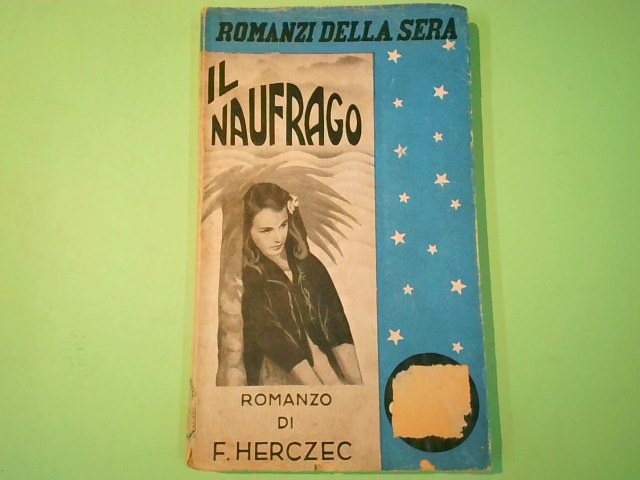 ROMANZI DELLA SERA
IL
NAUFRAGO
ROMANZO
DI
F. HERCZEC